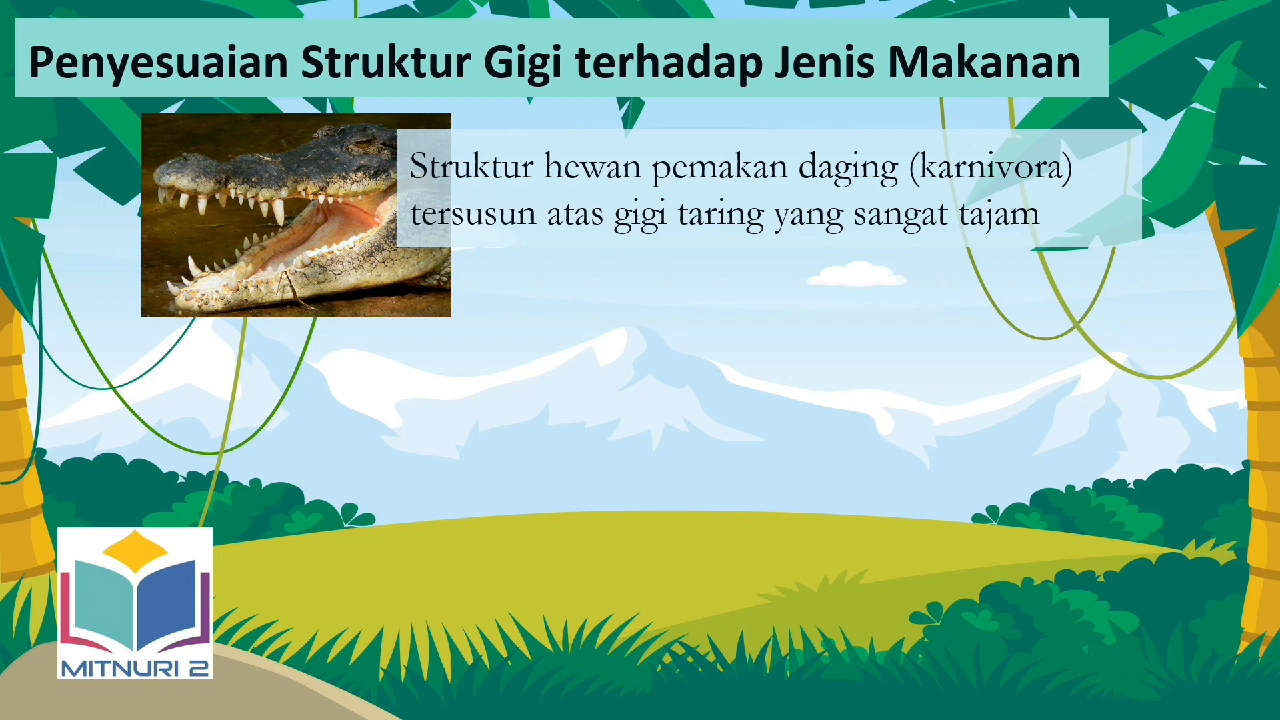 Penyesuaian Struktur Gigi terhadap Jenis Makanan
Struktur hewan pemakan daging (karnivora)
tersusun atas gigi taring yang sangat tajam
MITNURI 2